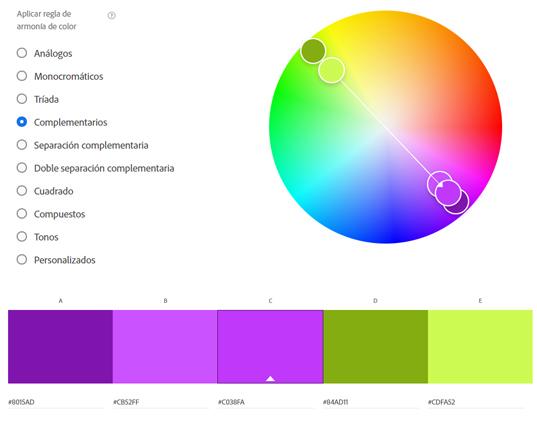 Aplicar regla de
armonía de color
?
Análogos
Monocromáticos
Tríada
Complementarios
Separación complementaria
Doble separación complementaria
Cuadrado
Compuestos
Tonos
Personalizados
A B C D E
#8015AD #CB52FF #C038FA #84AD11 #CDFA52